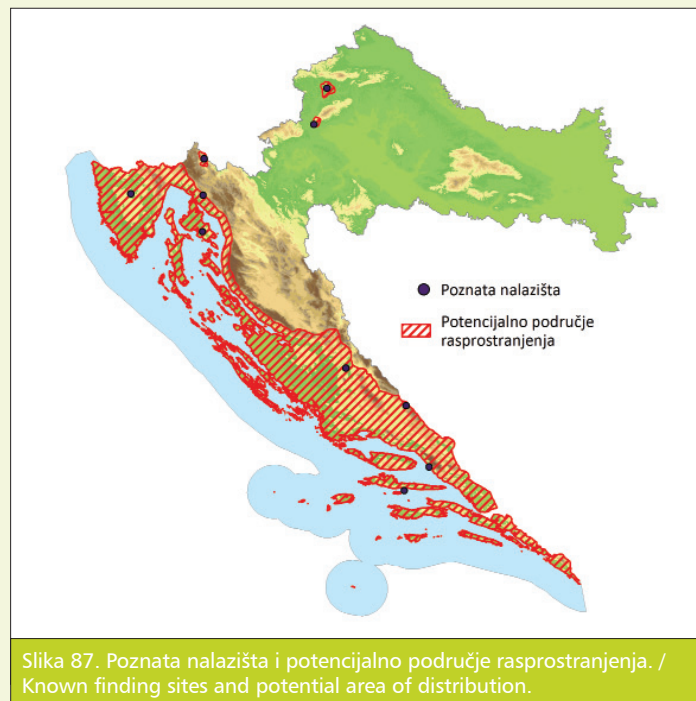 Poznata nalazišta
Potencijalno područje
rasprostranjenja
Slika 87. Poznata nalazišta i potencijalno područje rasprostranjenja. /
Known finding sites and potential area of distribution.